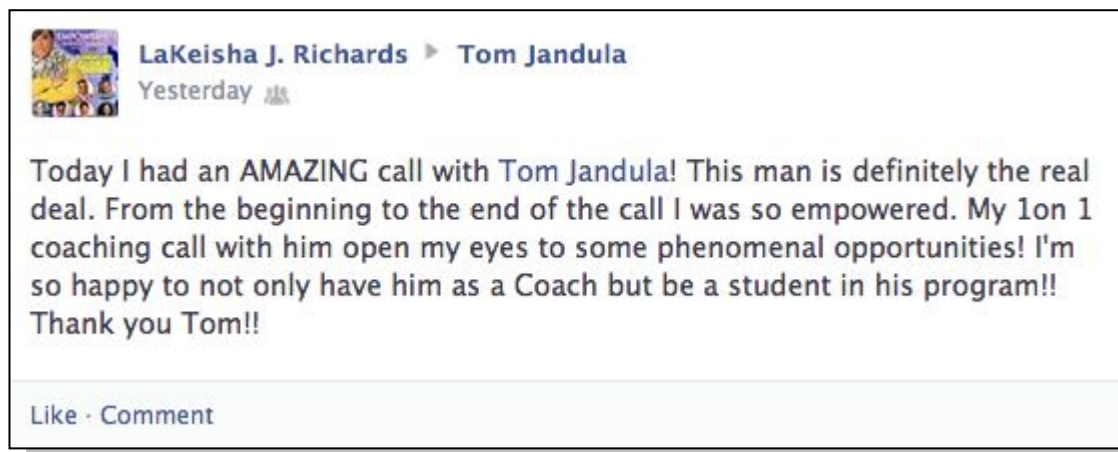 LaKeisha J. Richards Tom Jandula
Yesterday
Today I had an AMAZING call with Tom Jandula! This man is definitely the real
deal. From the beginning to the end of the call I was so empowered. My 1on 1
coaching call with him open my eyes to some phenomenal opportunities! I'm
so happy to not only have him as a Coach but be a student in his program!!
Thank you Tom!!
Like · Comment